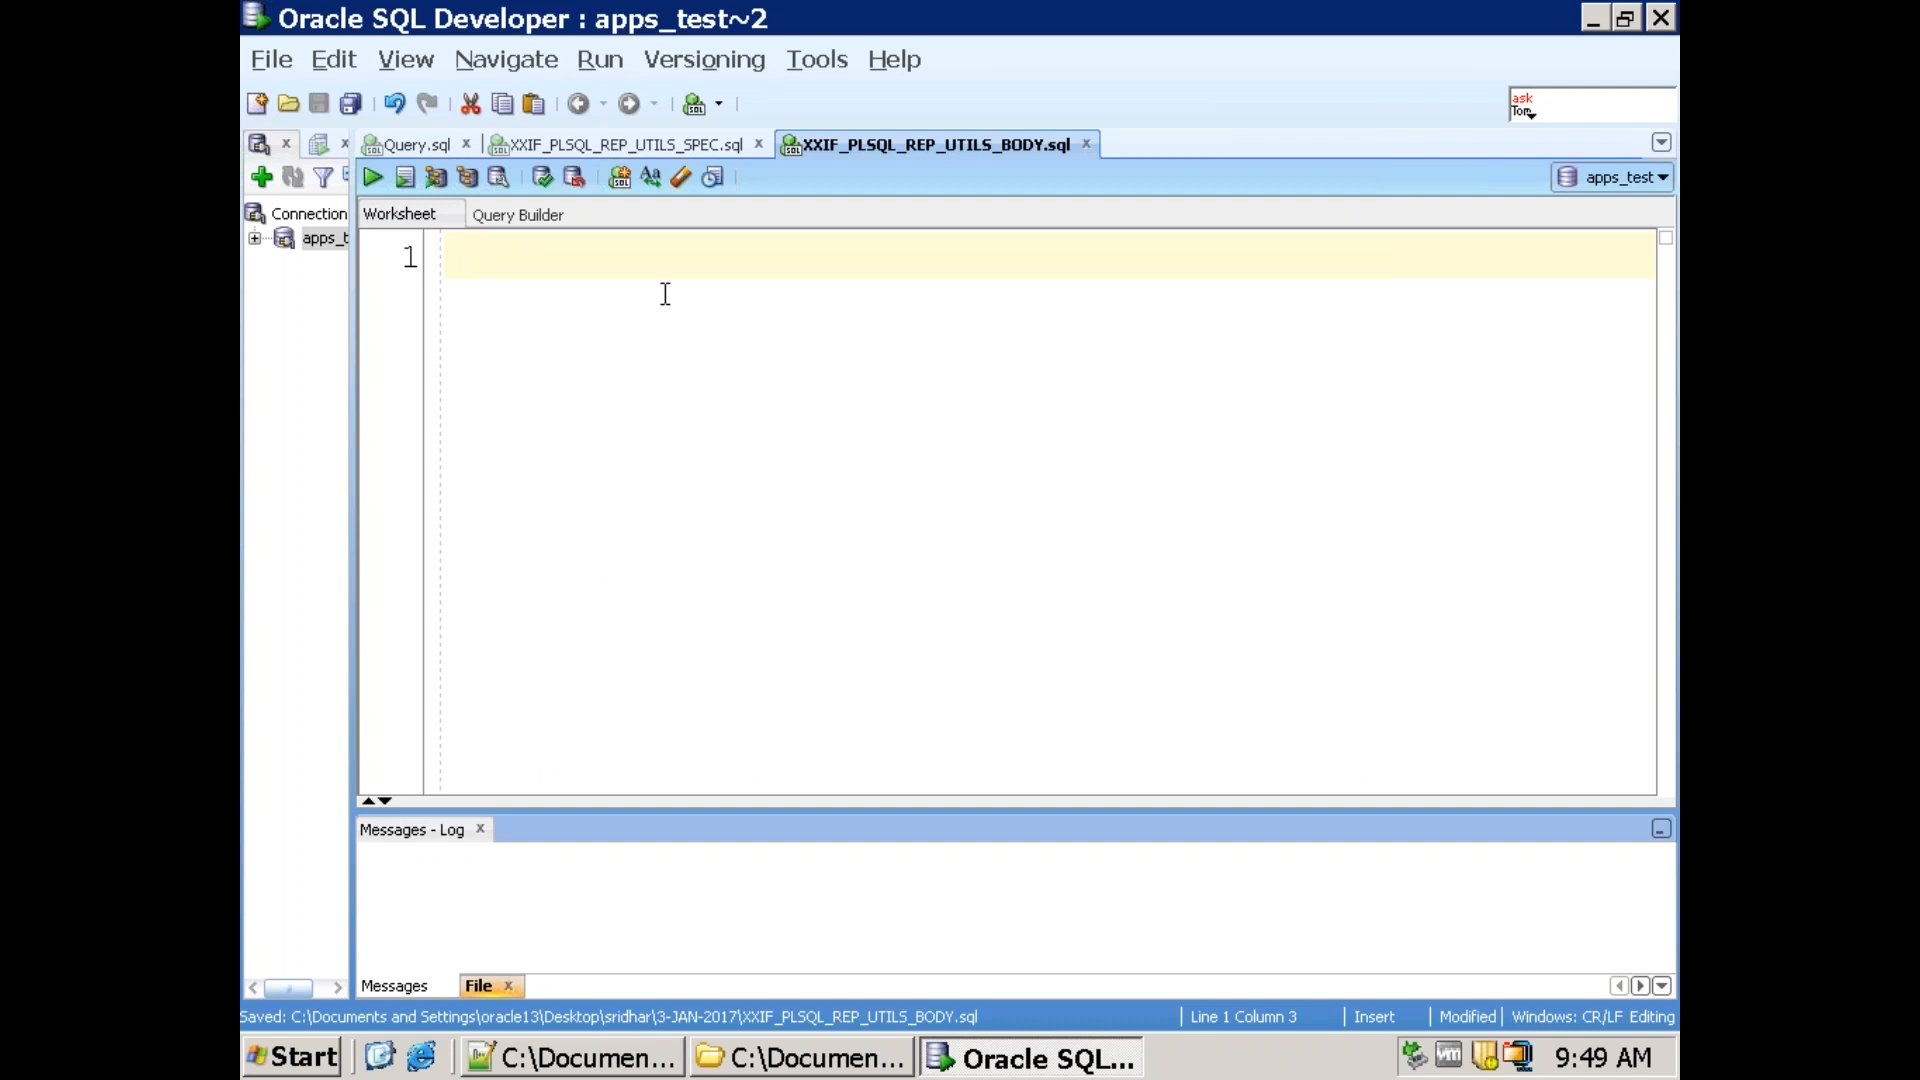 Oracle SQL Developer : apps_test~2
File Edit View Navigate Run Versioning Tools Help
ask
Tom
Query.sql XXIF_PLSQL_REP_UTILS_SPEC.sql XXIF_PLSQL_REP_UTILS_BODY.sql
apps_test
Connection
apps_t
Worksheet Query Builder
1
Messages - Log
Messages File
Saved: C:\Documents and Settings\oracle13\Desktop\sridhar\3-JAN-2017\XXIF_PLSQL_REP_UTILS_BODY.sql Line 1 Column 3 Insert Modified Windows: CR/LF Editing
Start C:\Documen... C:\Documen... Oracle SQL... 9:49 AM